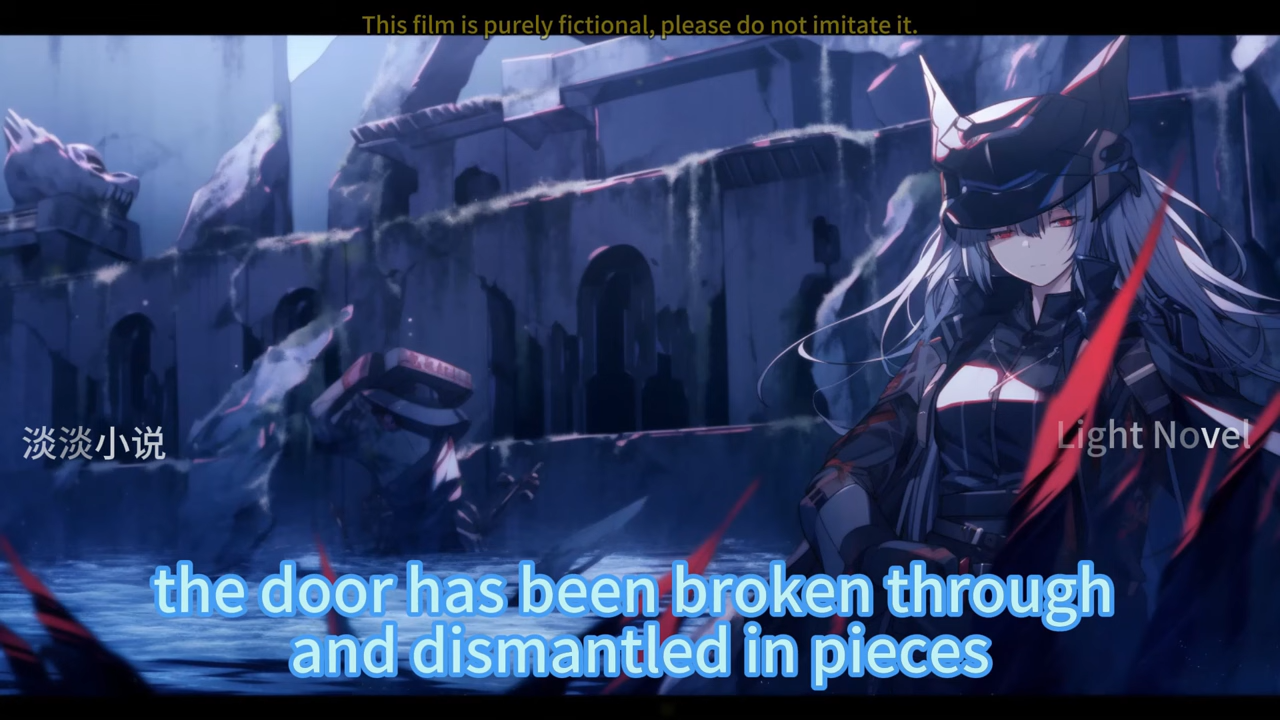 This film is purely fictional, please do not imitate it.
淡淡小说
Light Novel
the door has been broken through
and dismantled in pieces